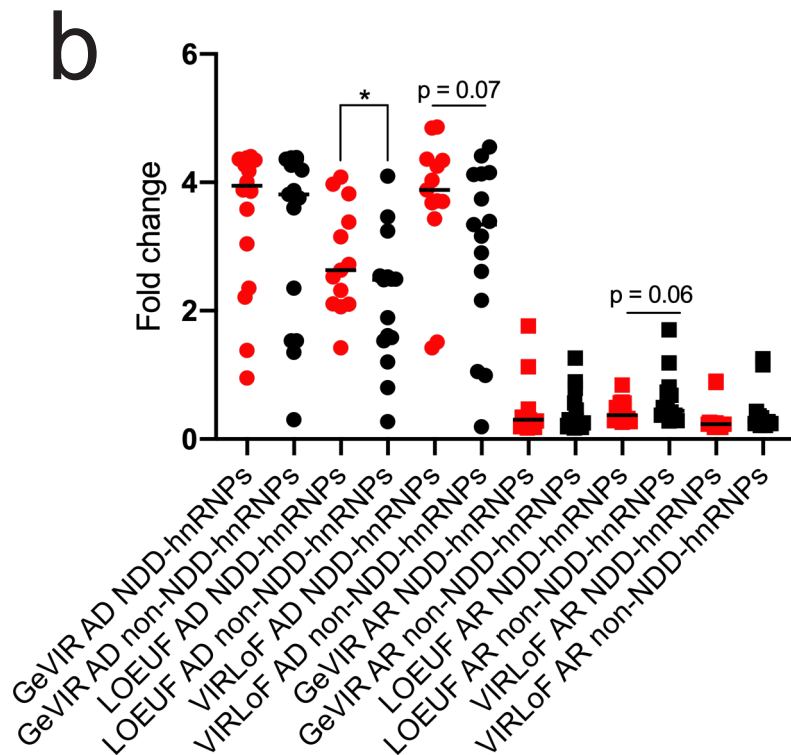 b
6
4
2
0
Fold change
*
p = 0.07
p = 0.06
GeVIR AD NDD-hnRNPs
GeVIR AD non-NDD-hnRNPs
LOEUF AD NDD-hnRNPs
LOEUF AD non-NDD-hnRNPs
VIRLoF AD NDD-hnRNPs
VIRLoF AD non-NDD-hnRNPs
GeVIR AR NDD-hnRNPs
GeVIR AR non-NDD-hnRNPs
LOEUF AR NDD-hnRNPs
LOEUF AR non-NDD-hnRNPs
VIRLoF AR NDD-hnRNPs
VIRLoF AR non-NDD-hnRNPs